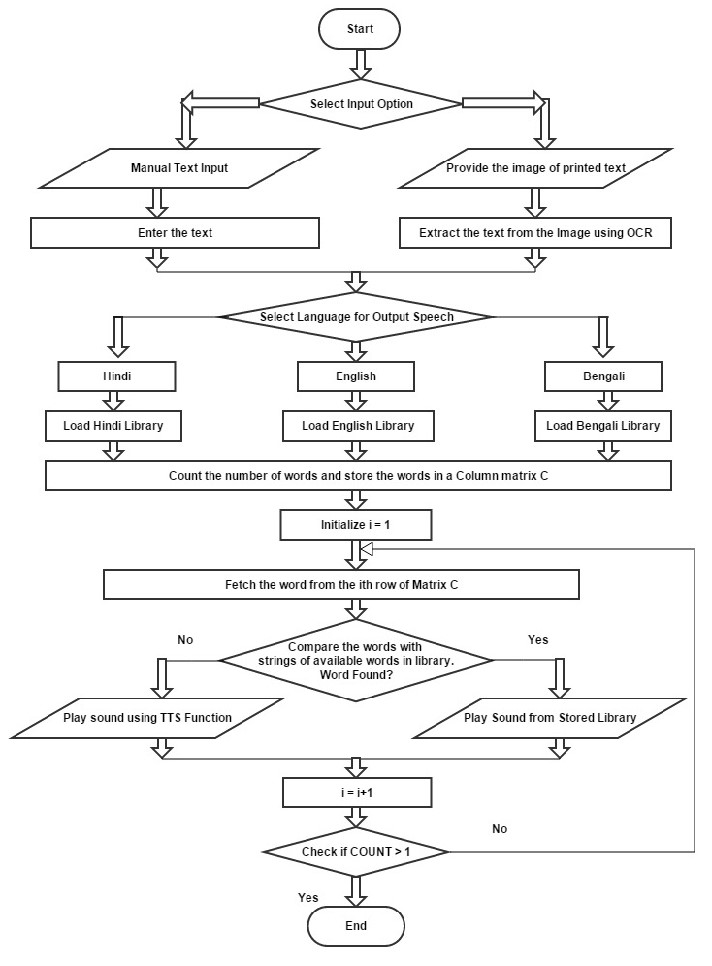 Start
Select Input Option
Manual Text Input
Provide the image of printed text
Enter the text
Extract the text from the Image using OCR
Select Language for Output Speech
Hindi
English
Bengali
Load Hindi Library
Load English Library
Load Bengali Library
Count the number of words and store the words in a Column matrix C
Initialize i = 1
Fetch the word from the ith row of Matrix C
No
Compare the words with
strings of available words in library.
Word Found?
Yes
Play sound using TTS Function
Play Sound from Stored Library
i = i+1
No
Check if COUNT > 1
Yes
End